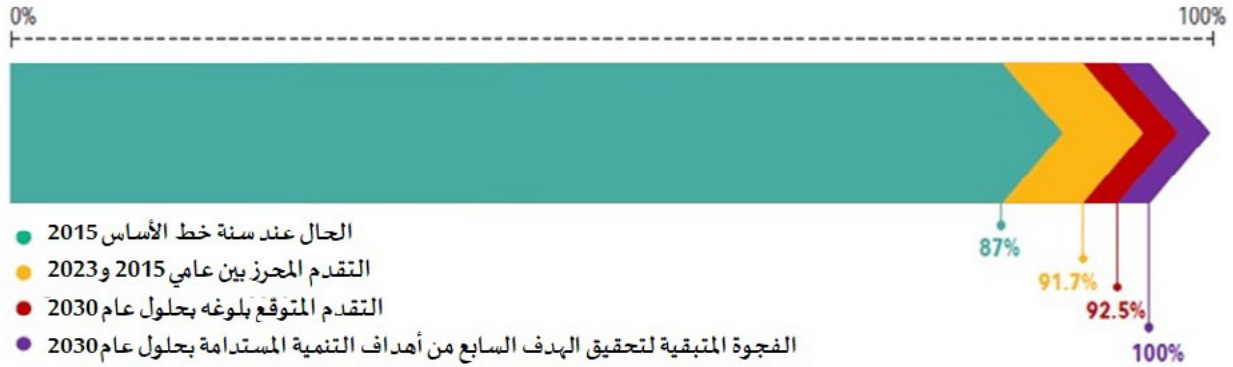 0%
100%
87%
91.7%
92.5%
100%
الحال عند سنة خط الأساس 2015
التقدم المحرز بين عامي 2015 و2023
التقدم المتوقع بلوغه بحلول عام 2030
الفجوة المتبقية لتحقيق الهدف السابع من أهداف التنمية المستدامة بحلول عام 2030